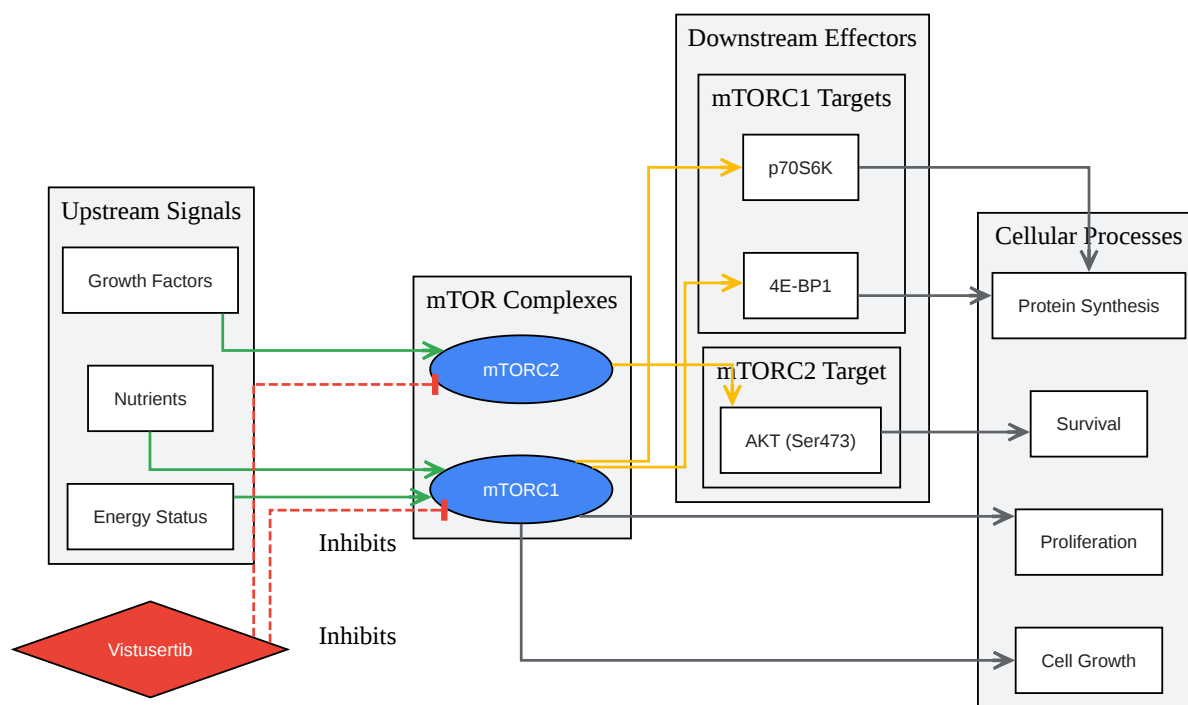 Upstream Signals
Growth Factors
Nutrients
Energy Status
Vistusertib
Inhibits
Inhibits
mTOR Complexes
mTORC2
mTORC1
Downstream Effectors
mTORC1 Targets
p70S6K
4E-BP1
mTORC2 Target
AKT (Ser473)
Cellular Processes
Protein Synthesis
Survival
Proliferation
Cell Growth